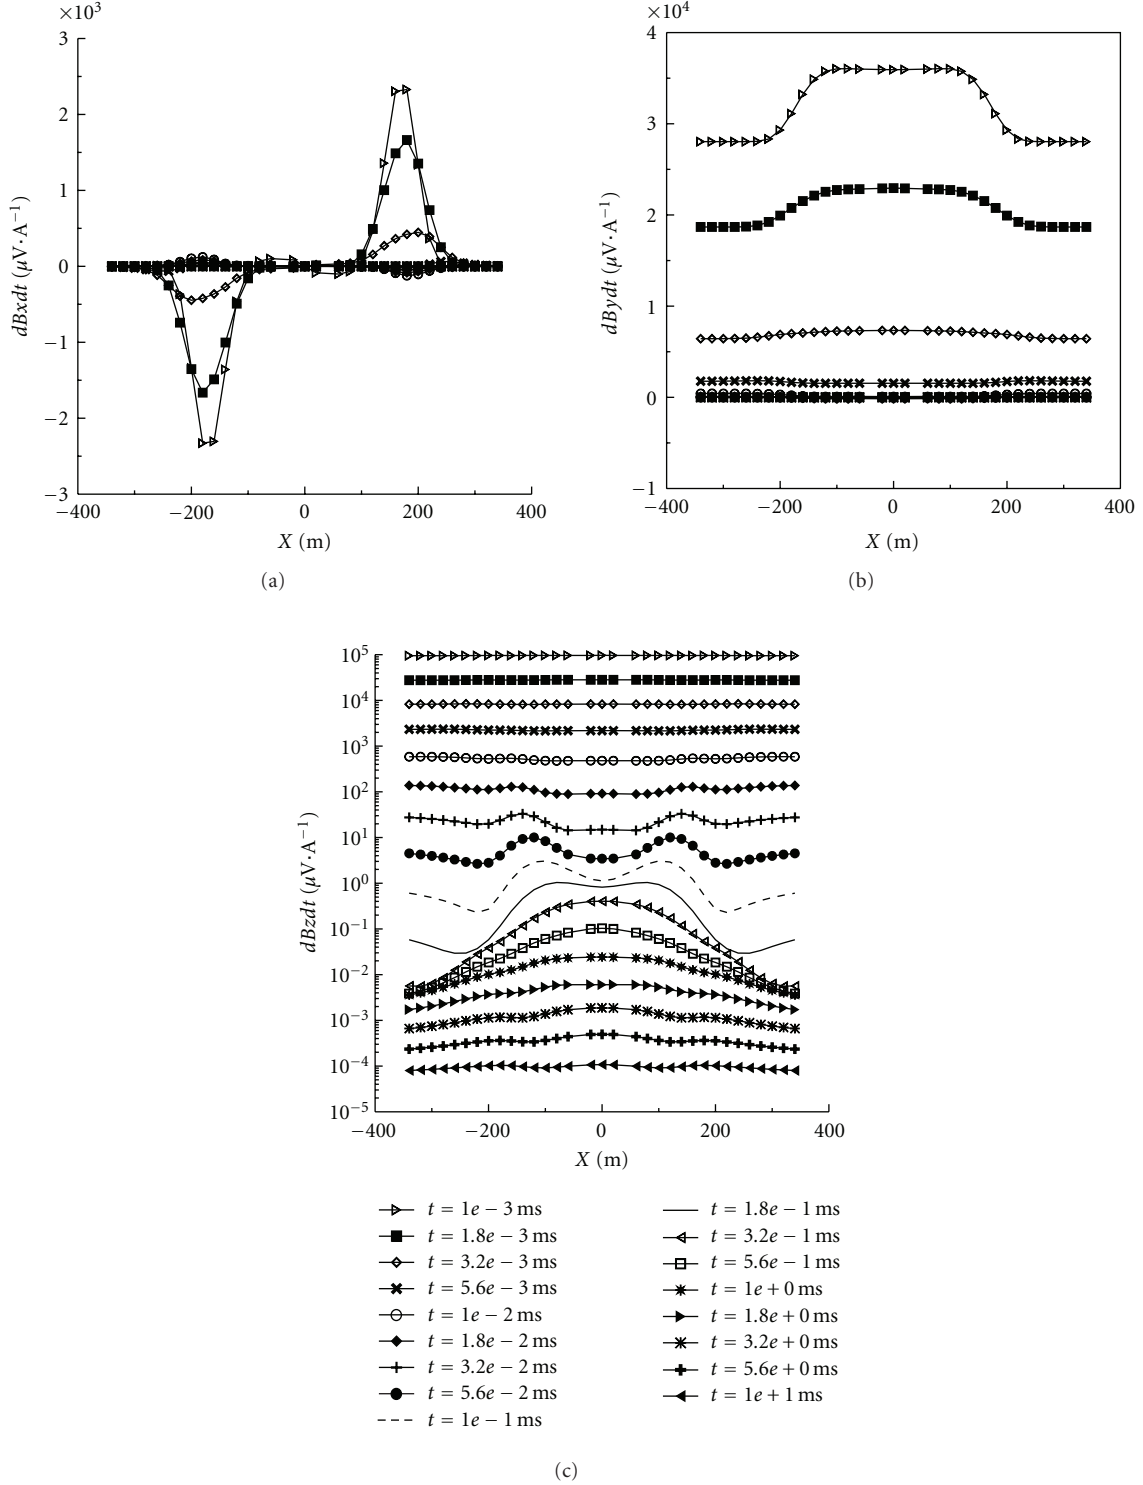 ×10³
3
2
1
0
−1
−2
−3
dBxdt (μV·A⁻¹)
−400 −200 0 200 400
X (m)
(a)
×10⁴
4
3
2
1
0
−1
dBydt (μV·A⁻¹)
−400 −200 0 200 400
X (m)
(b)
10⁵
10⁴
10³
10²
10¹
10⁰
10⁻¹
10⁻²
10⁻³
10⁻⁴
10⁻⁵
dBzdt (μV·A⁻¹)
−400 −200 0 200 400
X (m)
t = 1e − 3 ms
t = 1.8e − 3 ms
t = 3.2e − 3 ms
t = 5.6e − 3 ms
t = 1e − 2 ms
t = 1.8e − 2 ms
t = 3.2e − 2 ms
t = 5.6e − 2 ms
t = 1e − 1 ms
t = 1.8e − 1 ms
t = 3.2e − 1 ms
t = 5.6e − 1 ms
t = 1e + 0 ms
t = 1.8e + 0 ms
t = 3.2e + 0 ms
t = 5.6e + 0 ms
t = 1e + 1 ms
(c)